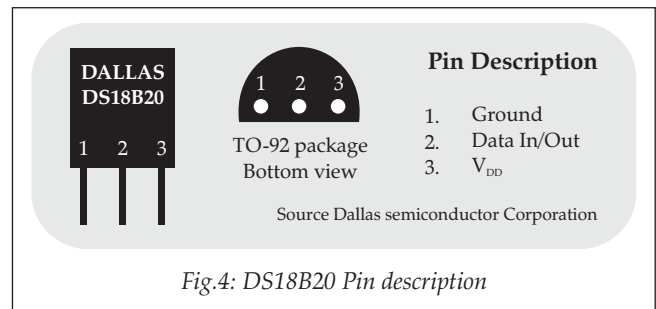 DALLAS
DS18B20
1 2 3
1 2 3
TO-92 package
Bottom view
Pin Description
1. Ground
2. Data In/Out
3. VDD
Source Dallas semiconductor Corporation
Fig.4: DS18B20 Pin description